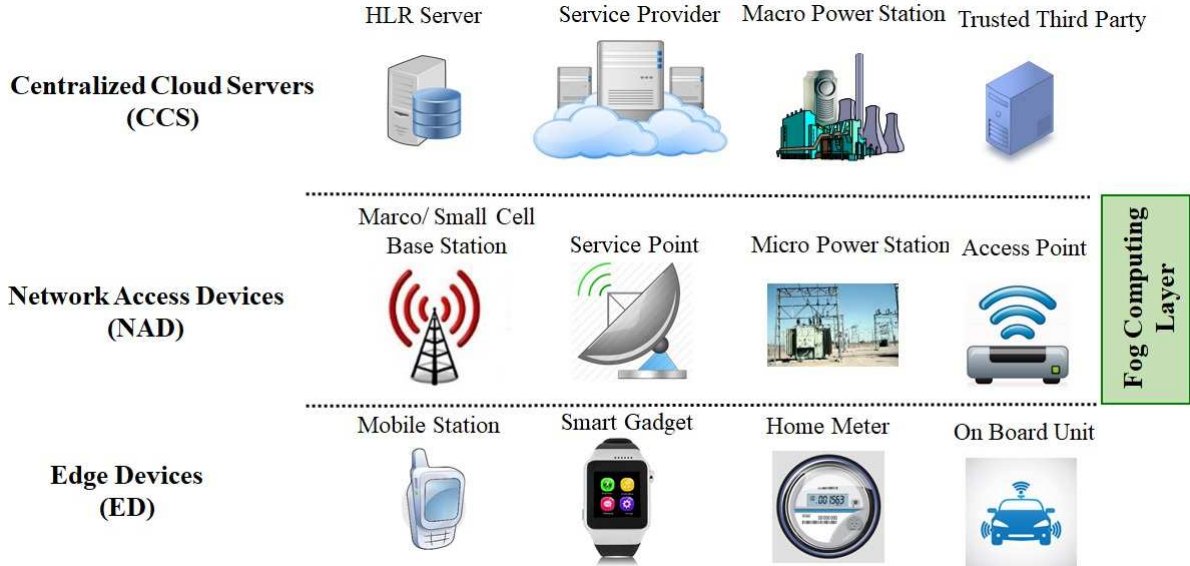 HLR Server
Service Provider
Macro Power Station
Trusted Third Party
Centralized Cloud Servers
(CCS)
Marco/ Small Cell
Base Station
Service Point
Micro Power Station
Access Point
Network Access Devices
(NAD)
Fog Computing
Layer
Mobile Station
Smart Gadget
Home Meter
On Board Unit
001563
Edge Devices
(ED)